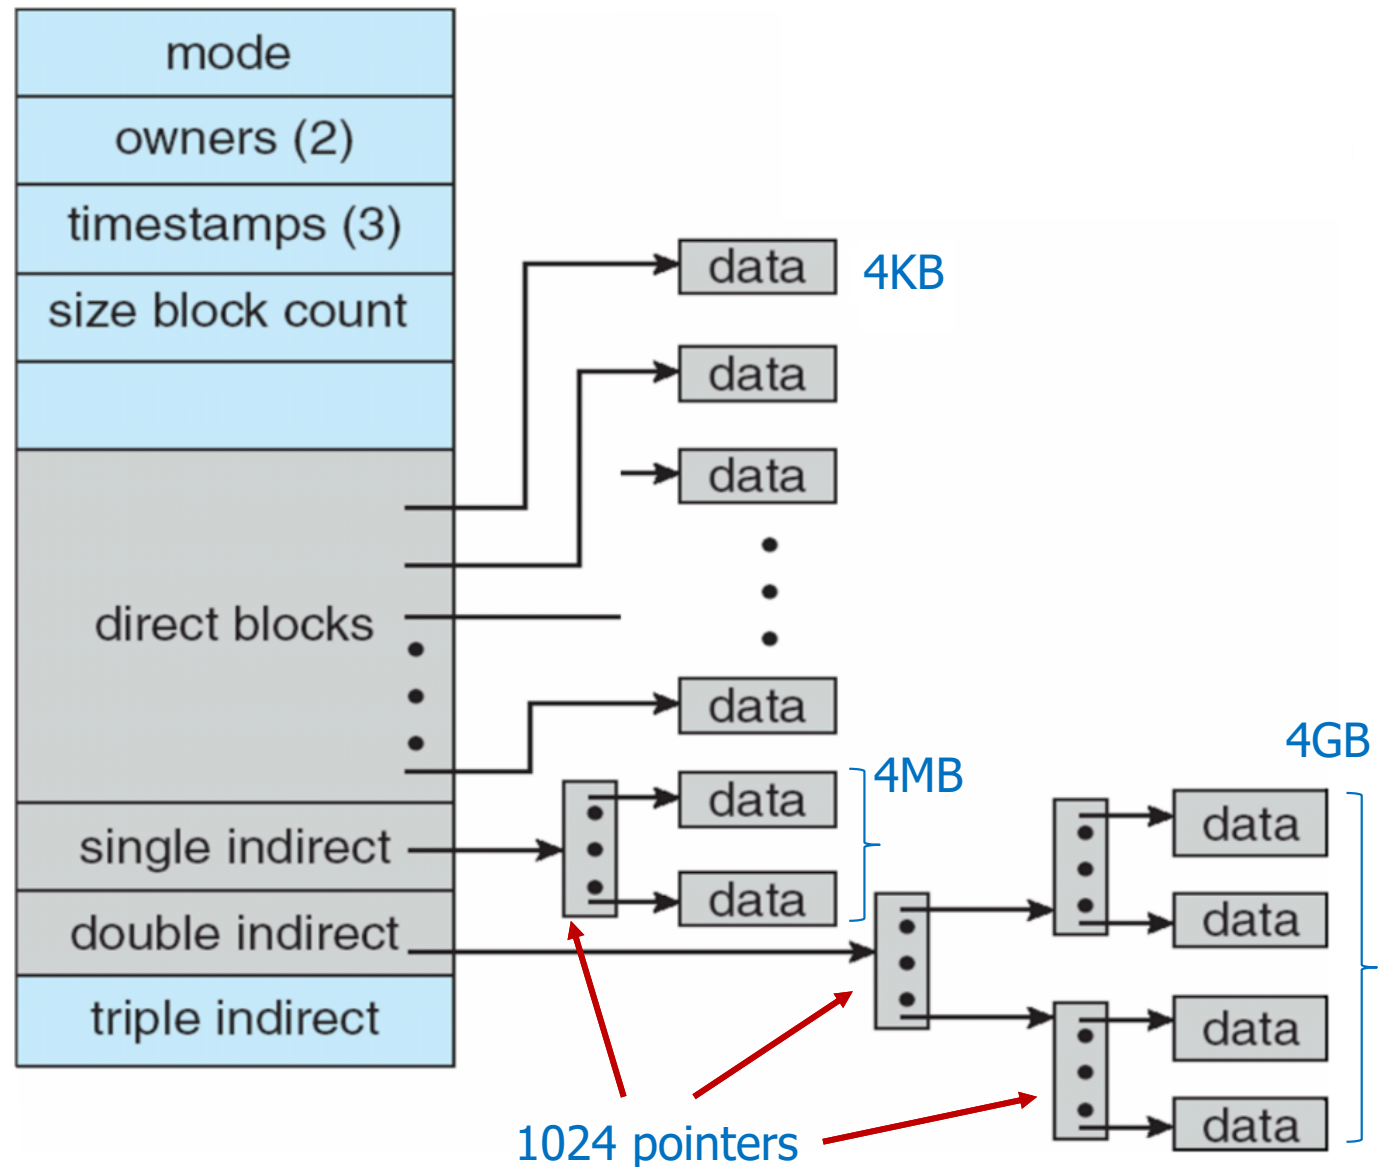 mode
owners (2)
timestamps (3)
size block count
direct blocks
single indirect
double indirect
triple indirect
data
4KB
data
data
data
data
4MB
data
4GB
data
data
data
data
1024 pointers